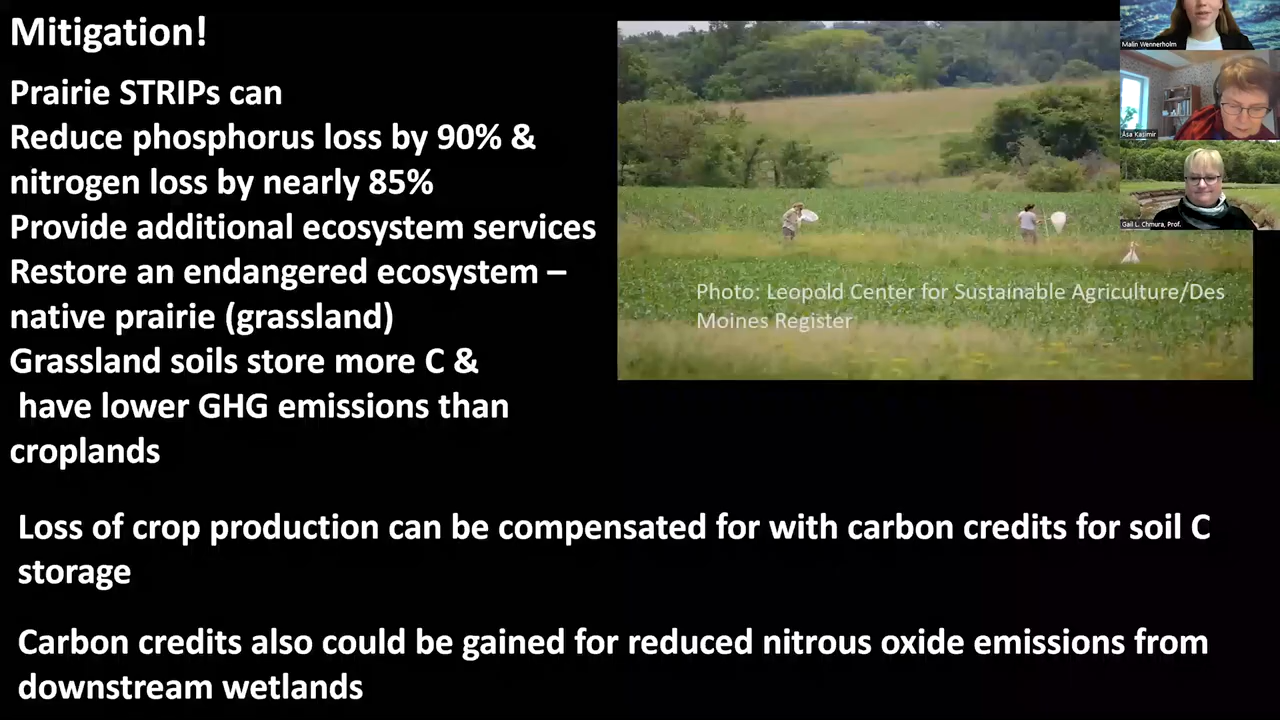 Mitigation!
Prairie STRIPs can
Reduce phosphorus loss by 90% &
nitrogen loss by nearly 85%
Provide additional ecosystem services
Restore an endangered ecosystem –
native prairie (grassland)
Grassland soils store more C &
have lower GHG emissions than
croplands
Loss of crop production can be compensated for with carbon credits for soil C
storage
Carbon credits also could be gained for reduced nitrous oxide emissions from
downstream wetlands
Photo: Leopold Center for Sustainable Agriculture/Des
Moines Register
Malin Wennerholm
Åsa Kasimir
Gail L. Chmura, Prof.